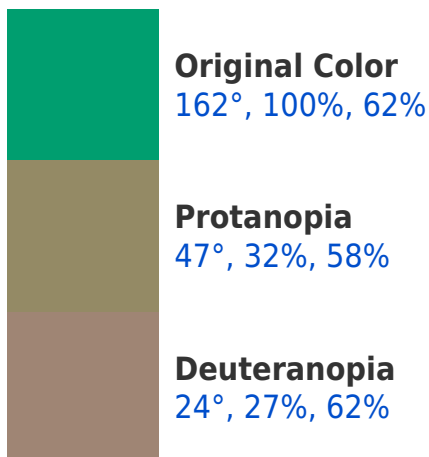 Original Color
162°, 100%, 62%
Protanopia
47°, 32%, 58%
Deuteranopia
24°, 27%, 62%